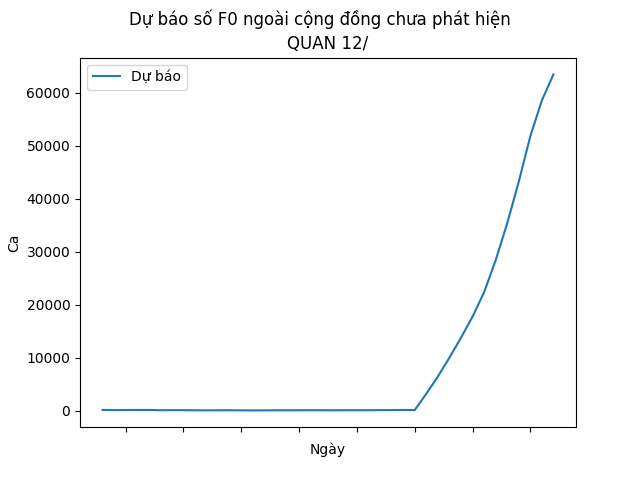 Dự báo số F0 ngoài cộng đồng chưa phát hiện
QUAN 12/
Dự báo
60000
50000
40000
30000
20000
10000
0
Ca
Ngày